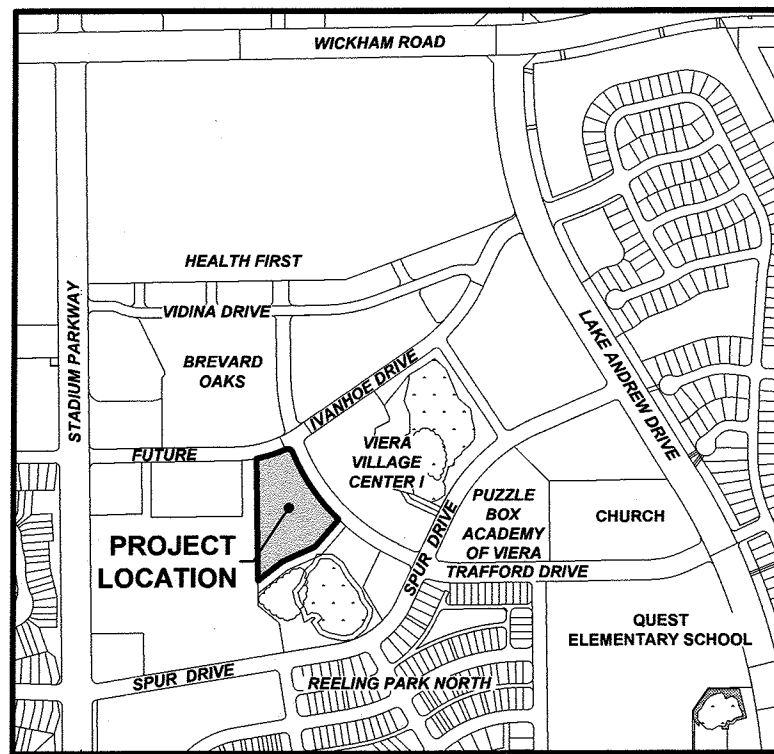 WICKHAM ROAD
HEALTH FIRST
VIDINA DRIVE
STADIUM PARKWAY
BREVARD
OAKS
LAKE ANDREW DRIVE
FUTURE IVANHOE DRIVE
VIERA
VILLAGE
CENTER I
PROJECT
LOCATION
SPUR DRIVE
PUZZLE
BOX
ACADEMY
OF VIERA
CHURCH
TRAFFORD DRIVE
QUEST
ELEMENTARY SCHOOL
SPUR DRIVE
REELING PARK NORTH